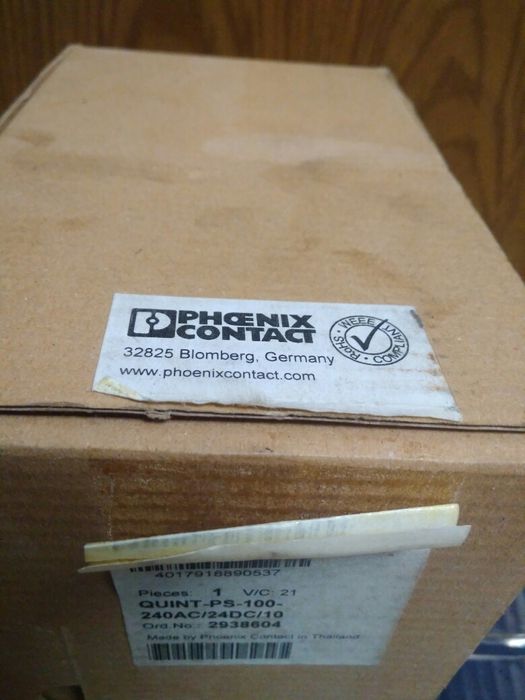 PHŒNIX
CONTACT
32825 Blomberg, Germany
www.phoenixcontact.com
RoHS · WEEE · COMPLIANT
4017918890537
Pieces: 1 V/C: 21
QUINT-PS-100-
240AC/24DC/10
Ord.No.: 2938604
Made by Phoenix Contact in Thailand